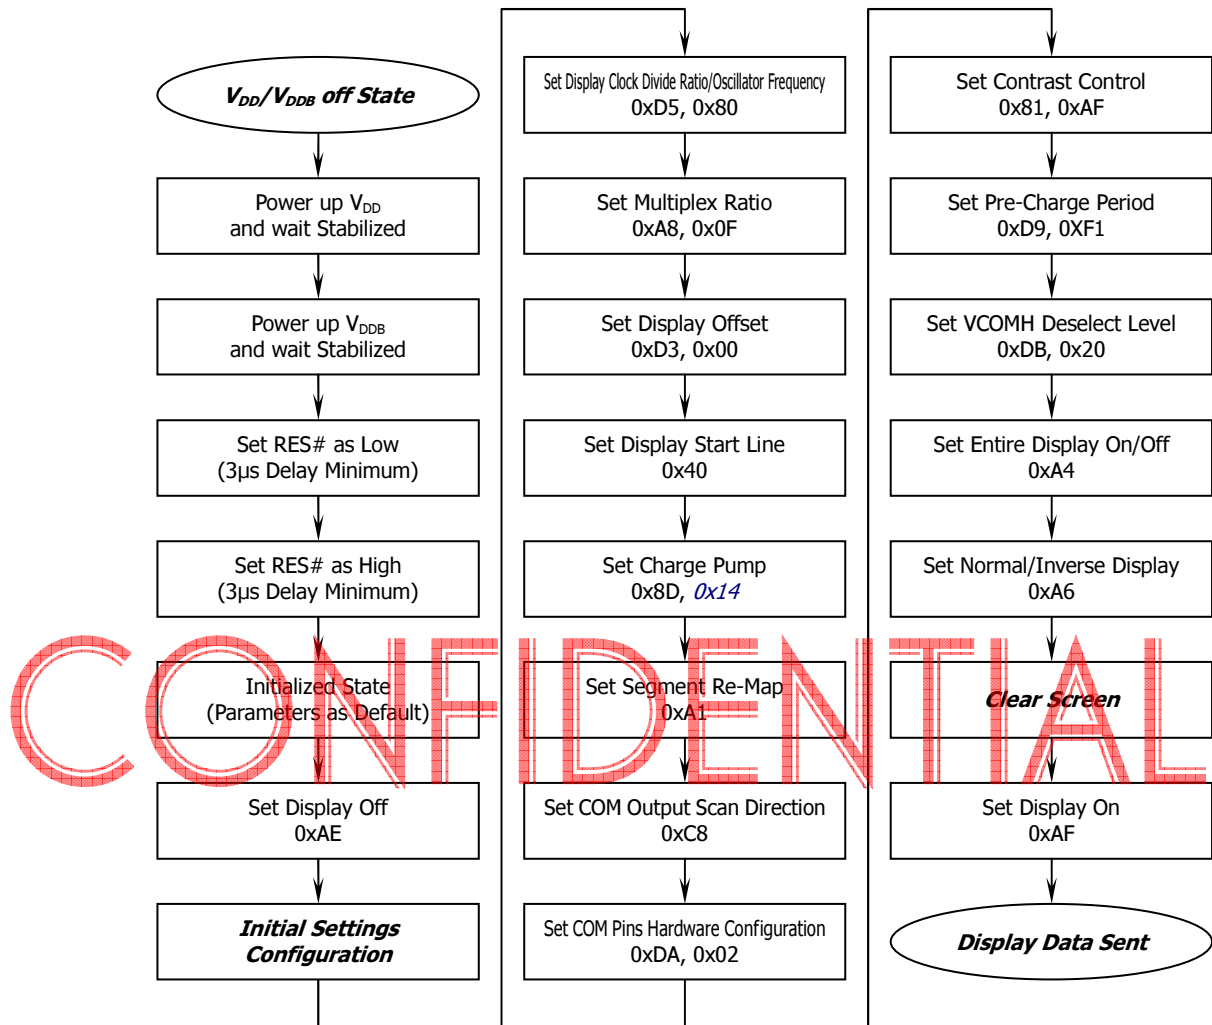 V_DD/V_DDB off State
Power up V_DD
and wait Stabilized
Power up V_DDB
and wait Stabilized
Set RES# as Low
(3μs Delay Minimum)
Set RES# as High
(3μs Delay Minimum)
Initialized State
(Parameters as Default)
Set Display Off
0xAE
Initial Settings
Configuration
Set Display Clock Divide Ratio/Oscillator Frequency
0xD5, 0x80
Set Multiplex Ratio
0xA8, 0x0F
Set Display Offset
0xD3, 0x00
Set Display Start Line
0x40
Set Charge Pump
0x8D, 0x14
Set Segment Re-Map
0xA1
Set COM Output Scan Direction
0xC8
Set COM Pins Hardware Configuration
0xDA, 0x02
Set Contrast Control
0x81, 0xAF
Set Pre-Charge Period
0xD9, 0XF1
Set VCOMH Deselect Level
0xDB, 0x20
Set Entire Display On/Off
0xA4
Set Normal/Inverse Display
0xA6
Clear Screen
Set Display On
0xAF
Display Data Sent
CONFIDENTIAL